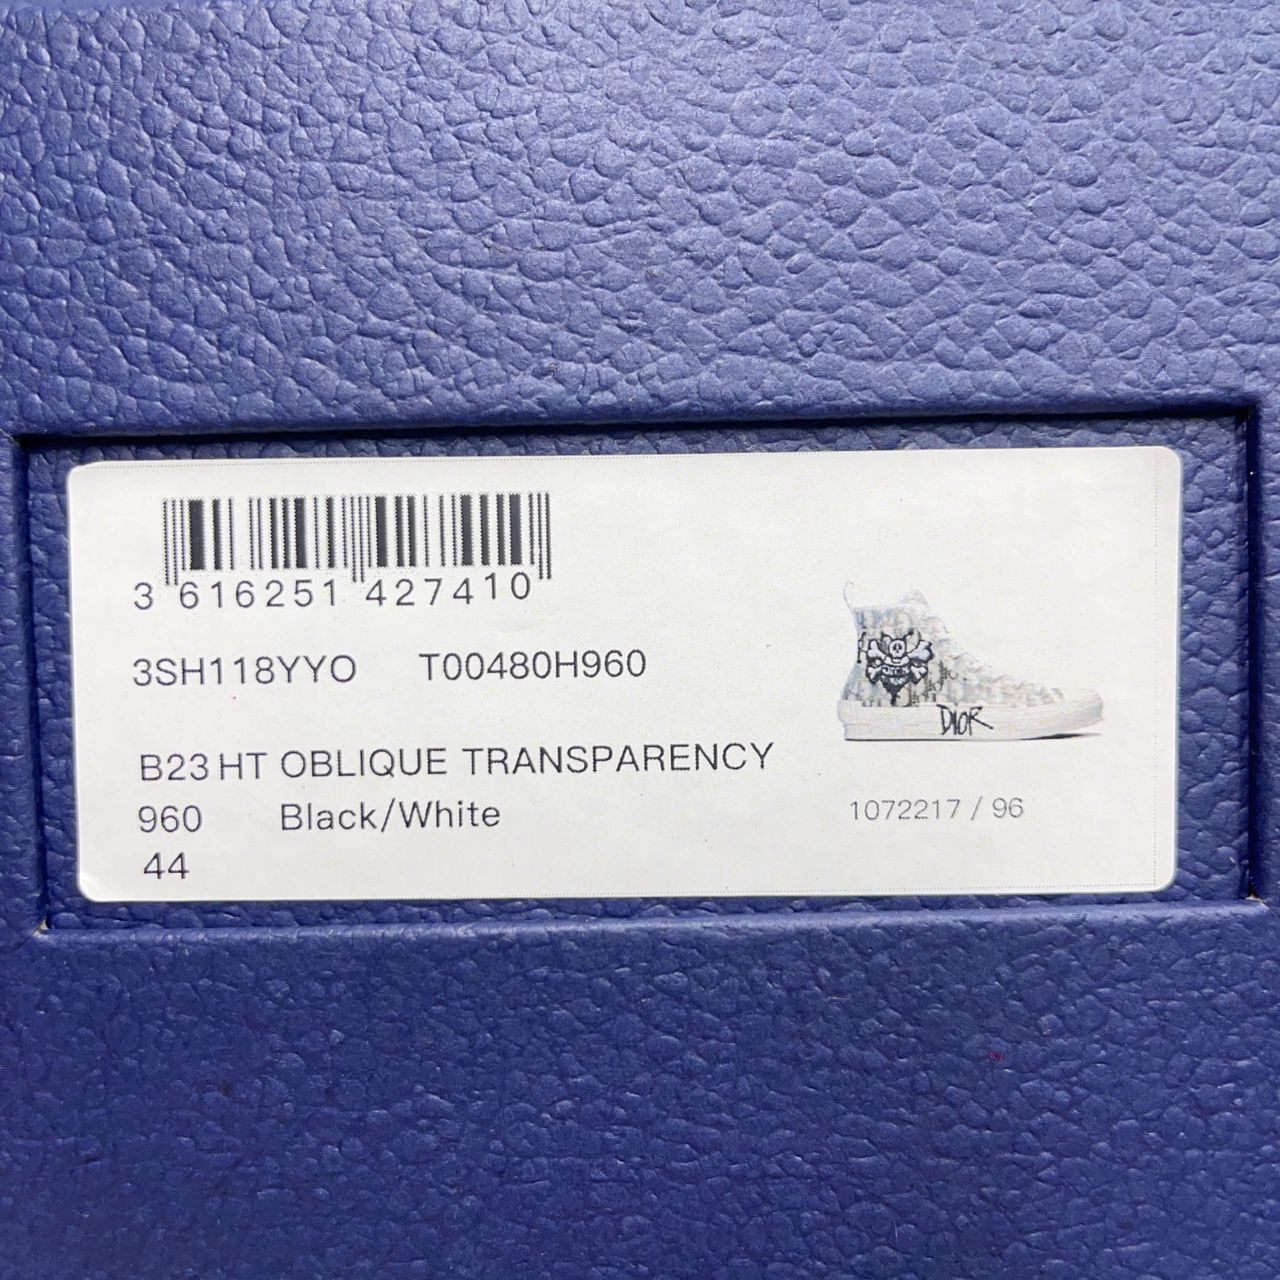 3 616251 427410
3SH118YYO T00480H960
DIOR
B23 HT OBLIQUE TRANSPARENCY
960 Black/White
1072217 / 96
44